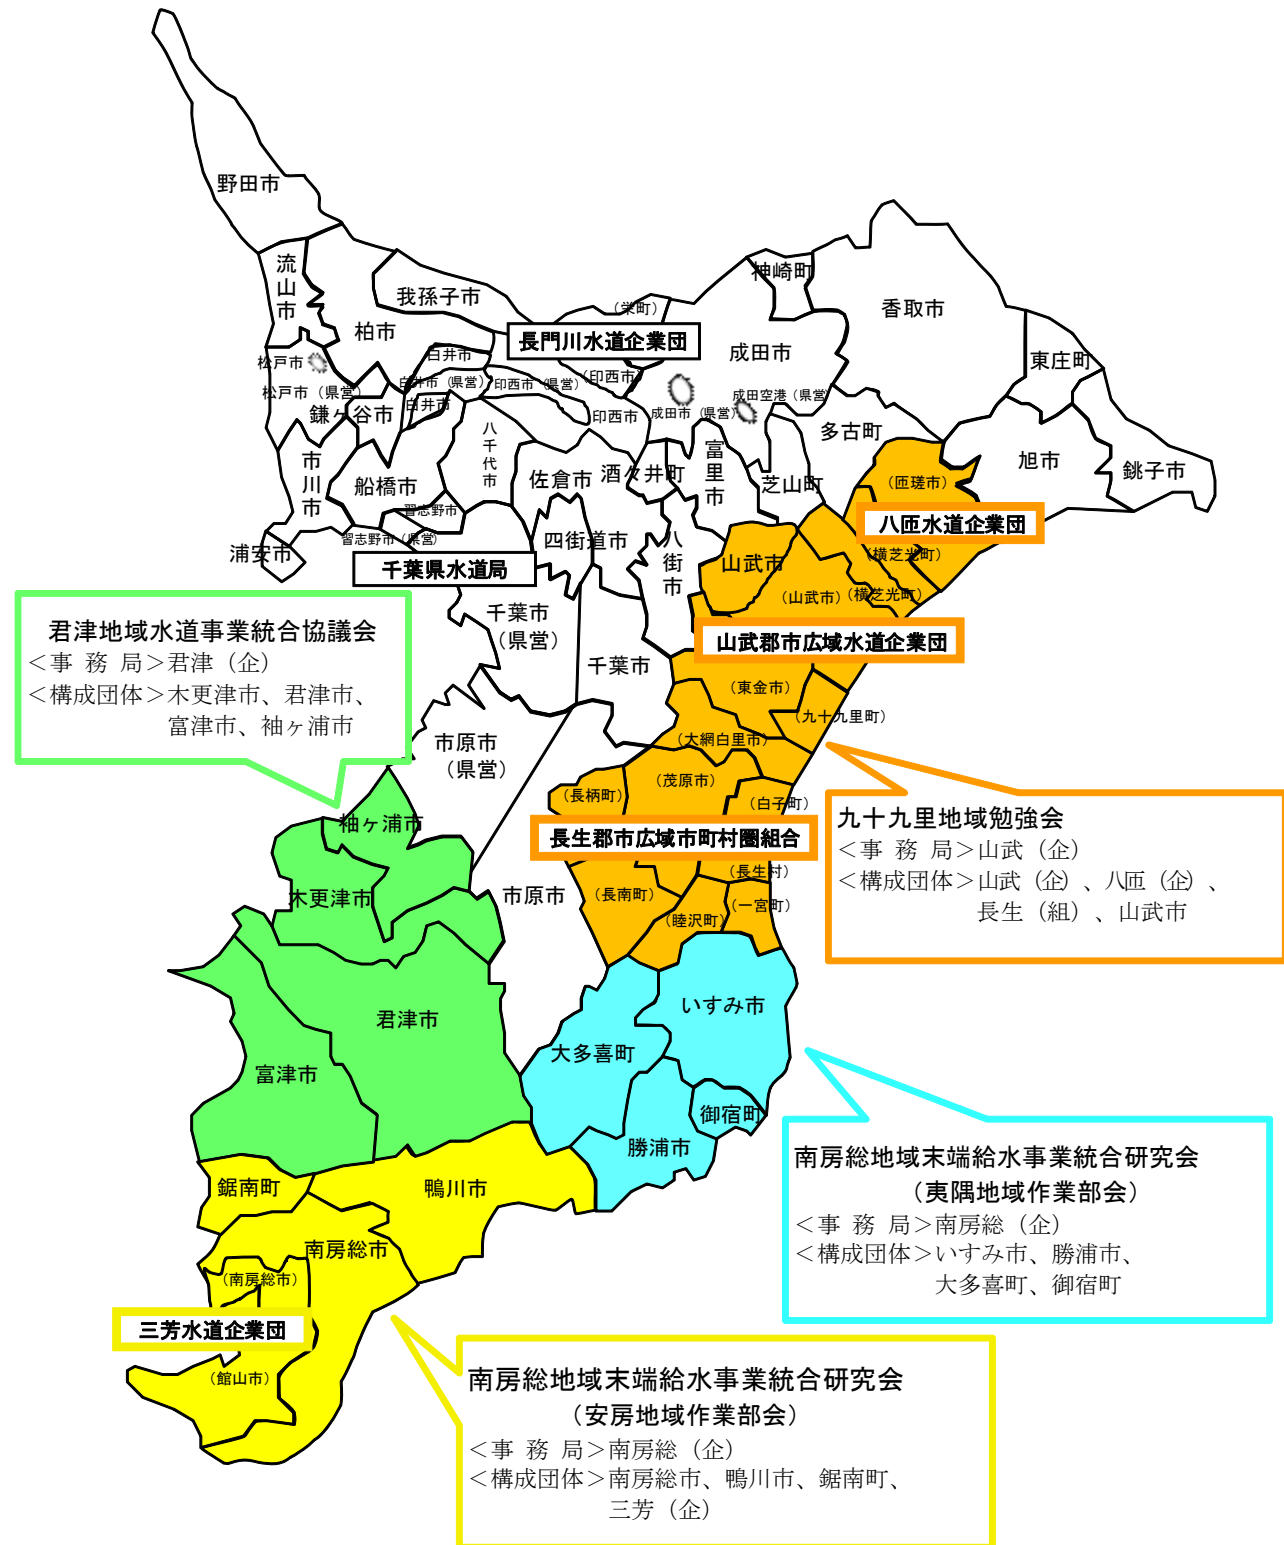 野田市
流山市
柏市
我孫子市
(栄町)
神崎町
香取市
長門川水道企業団
成田市
東庄町
松戸市
白井市
(印西市)
松戸市(県営)
白井市(県営)
印西市(県営)
成田空港(県営)
鎌ヶ谷市
白井市
印西市
成田市(県営)
多古町
市川市
船橋市
八千代市
佐倉市
酒々井町
富里市
芝山町
(匝瑳市)
旭市
銚子市
習志野市
八匝水道企業団
浦安市
習志野市(県営)
四街道市
八街市
山武市
(横芝光町)
千葉県水道局
(山武市)
(横芝光町)
千葉市
(県営)
山武郡市広域水道企業団
君津地域水道事業統合協議会
<事 務 局>君津(企)
<構成団体>木更津市、君津市、
富津市、袖ヶ浦市
千葉市
(東金市)
(九十九里町)
(大網白里市)
市原市
(県営)
(茂原市)
(長柄町)
(白子町)
袖ヶ浦市
長生郡市広域市町村圏組合
九十九里地域勉強会
<事 務 局>山武(企)
<構成団体>山武(企)、八匝(企)、
長生(組)、山武市
(長生村)
木更津市
市原市
(長南町)
(一宮町)
(睦沢町)
いすみ市
君津市
大多喜町
富津市
御宿町
勝浦市
南房総地域末端給水事業統合研究会
(夷隅地域作業部会)
<事 務 局>南房総(企)
<構成団体>いすみ市、勝浦市、
大多喜町、御宿町
鋸南町
鴨川市
南房総市
(南房総市)
三芳水道企業団
(館山市)
南房総地域末端給水事業統合研究会
(安房地域作業部会)
<事 務 局>南房総(企)
<構成団体>南房総市、鴨川市、鋸南町、
三芳(企)